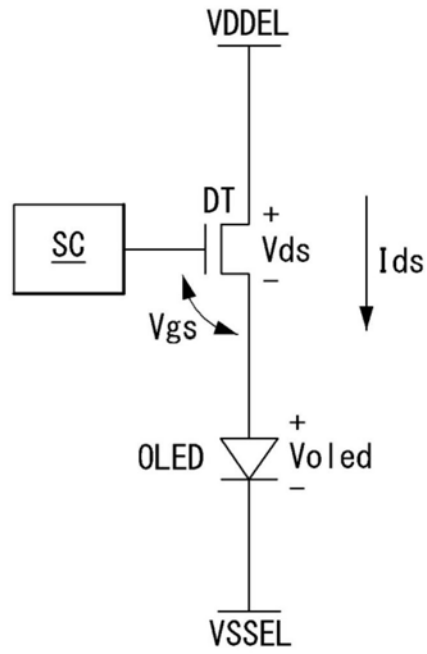 VDDEL
DT
+
SC
Vds
Ids
−
Vgs
+
OLED
Voled
−
VSSEL